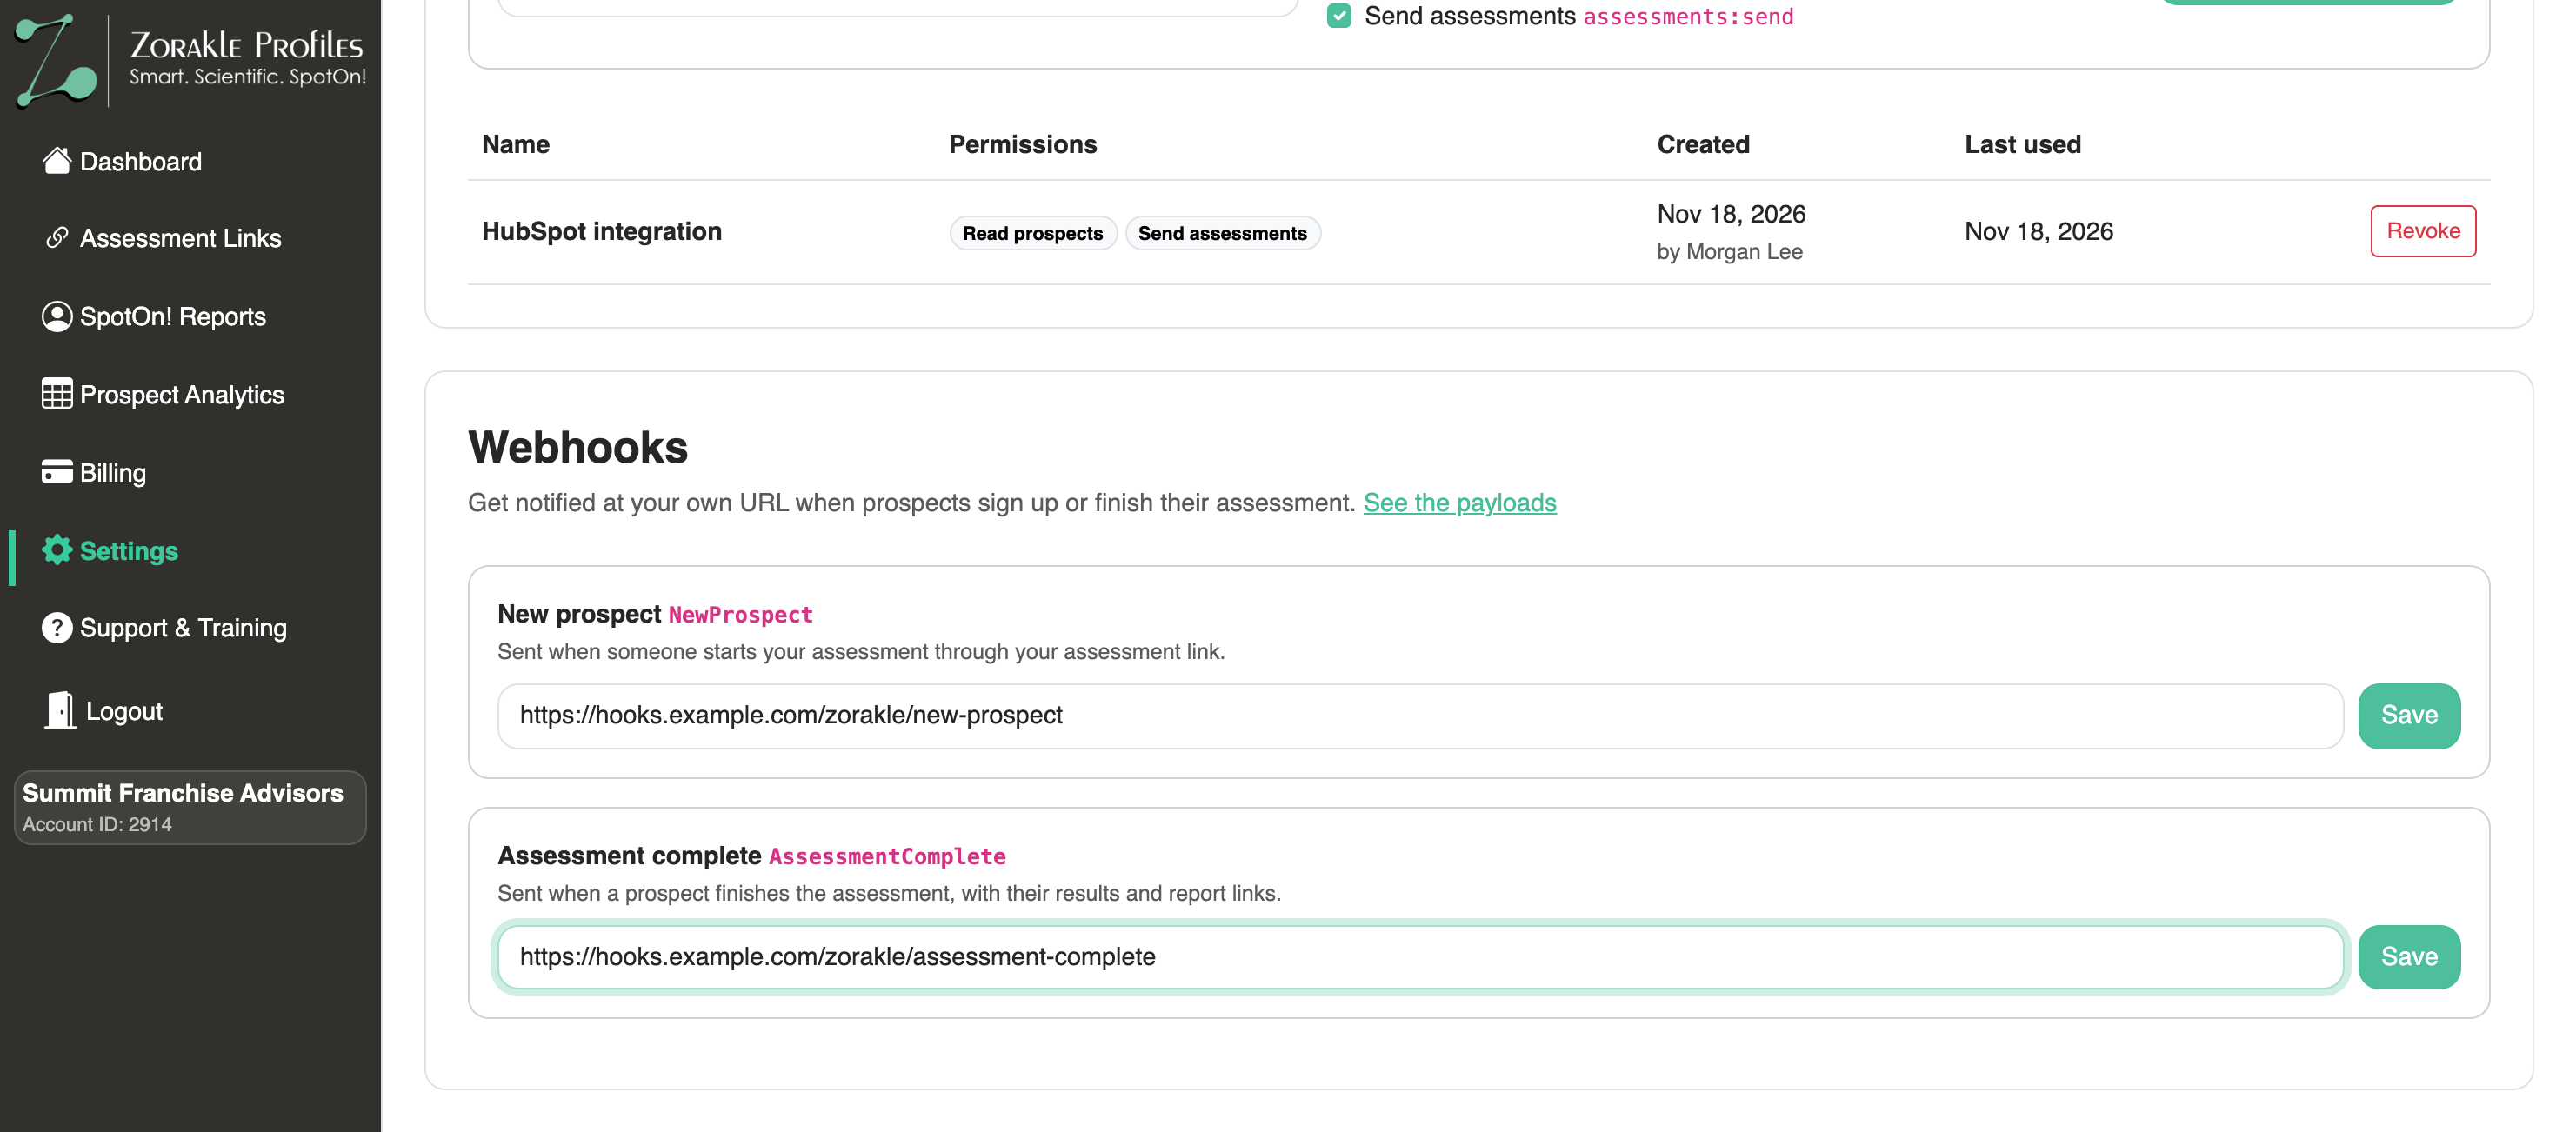 Zorakle Profiles
Smart. Scientific. SpotOn!
Dashboard
Assessment Links
SpotOn! Reports
Prospect Analytics
Billing
Settings
Support & Training
Logout
Summit Franchise Advisors
Account ID: 2914
Send assessments assessments:send
Name Permissions Created Last used
HubSpot integration Read prospects Send assessments Nov 18, 2026 by Morgan Lee Nov 18, 2026 Revoke
Webhooks
Get notified at your own URL when prospects sign up or finish their assessment. See the payloads
New prospect NewProspect
Sent when someone starts your assessment through your assessment link.
https://hooks.example.com/zorakle/new-prospect Save
Assessment complete AssessmentComplete
Sent when a prospect finishes the assessment, with their results and report links.
https://hooks.example.com/zorakle/assessment-complete Save